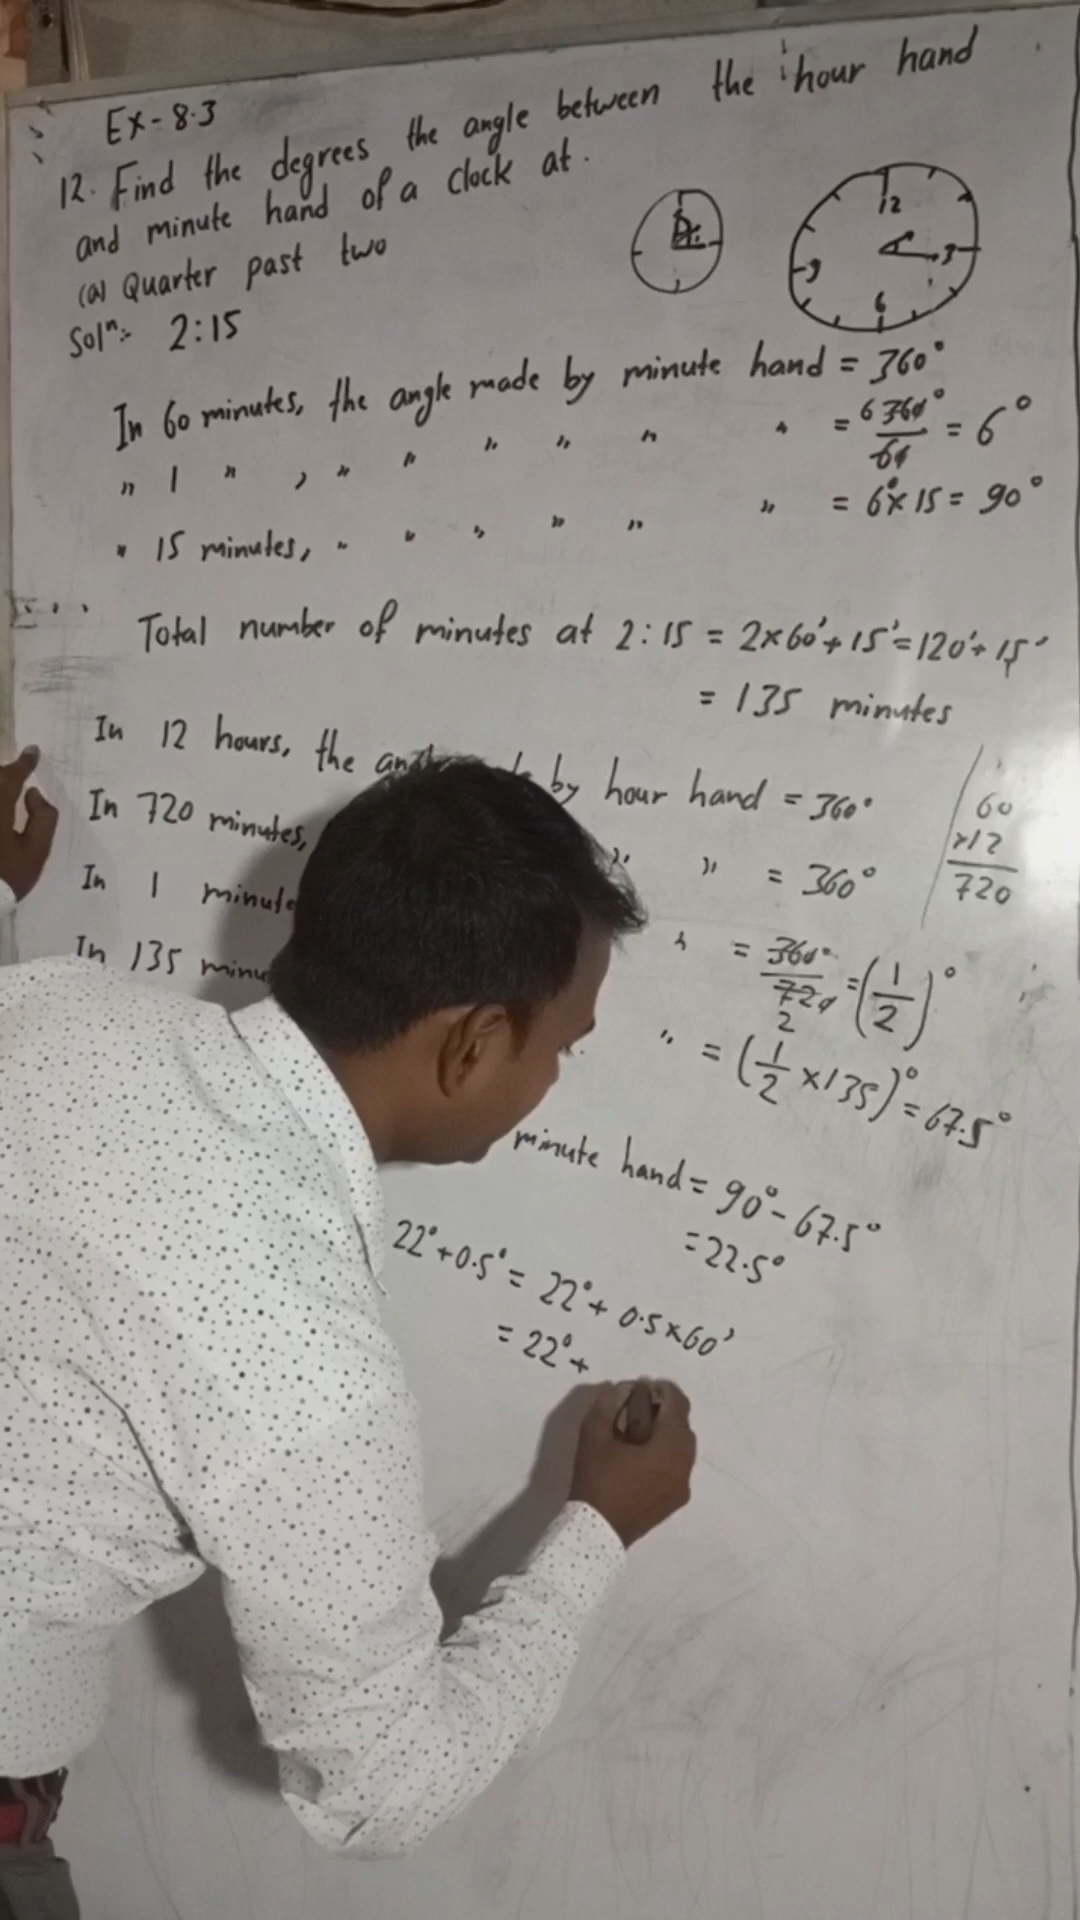 Ex-8.3
12. Find the degrees the angle between the hour hand
and minute hand of a clock at.
(a) Quarter past two
Solⁿ:- 2:15
12
3
6
9
In 60 minutes, the angle made by minute hand = 360°
" 1 " , " " " " " " = 6 360° / 60 = 6°
" 15 minutes, " " " " " " = 6° × 15 = 90°
Total number of minutes at 2:15 = 2×60'+15' = 120'+15'
= 135 minutes
In 12 hours, the by hour hand = 360°
In 720 minutes, " " = 360°
60
×12
720
In 1 minute " = 360° / 720 2 = (1/2)°
In 135 minu " = (1/2 × 135)° = 67.5°
minute hand = 90° - 67.5°
= 22.5°
22° + 0.5° = 22° + 0.5×60'
= 22° +